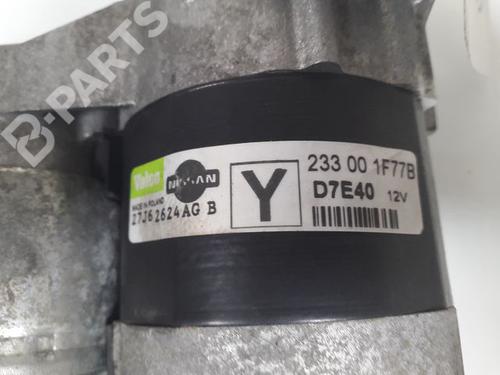 B-PARTS
Valeo
NISSAN
MADE IN POLAND
27J62624AG B
Y
233 00 1F77B
D7E40 12V